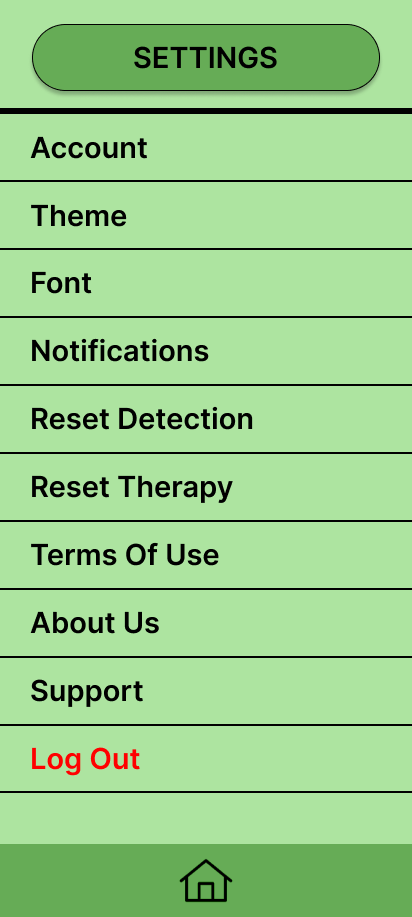 SETTINGS
Account
Theme
Font
Notifications
Reset Detection
Reset Therapy
Terms Of Use
About Us
Support
Log Out